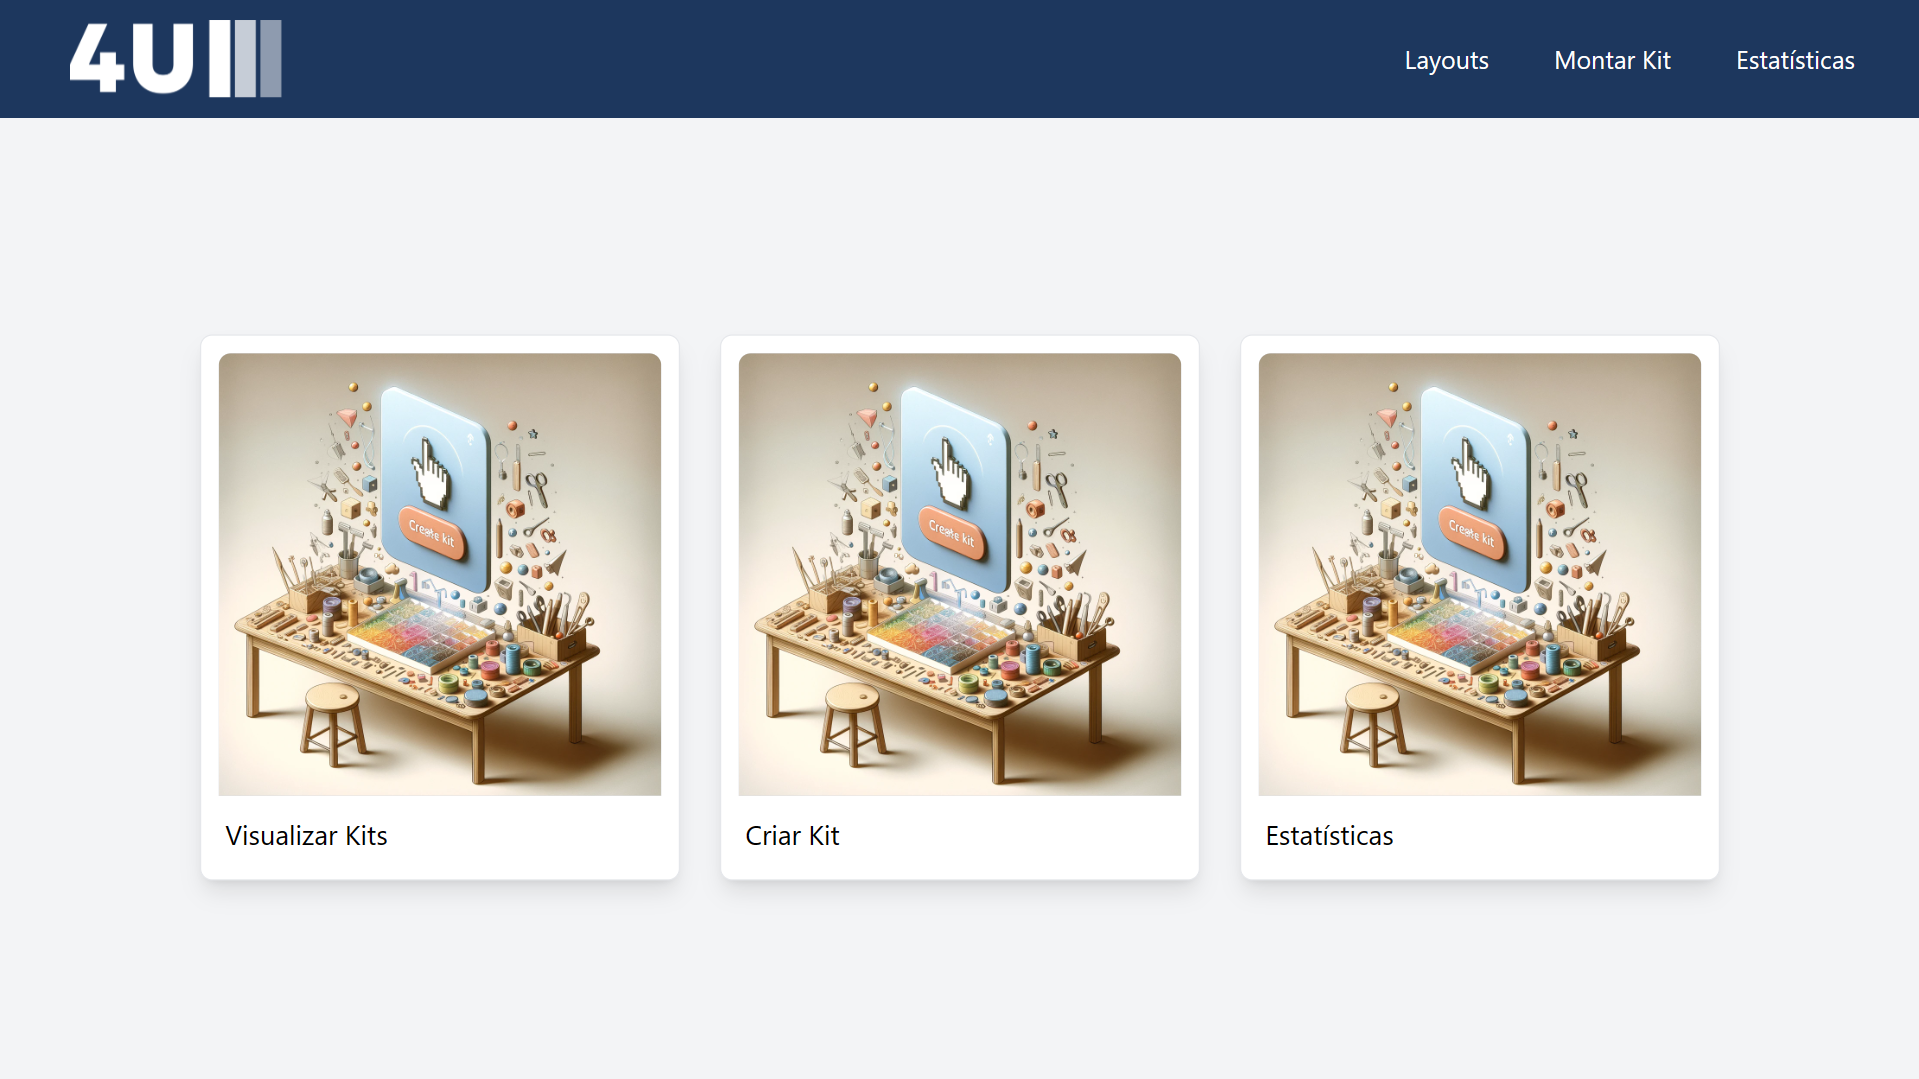 4U
Layouts
Montar Kit
Estatísticas
Create kit
Create kit
Create kit
Visualizar Kits
Criar Kit
Estatísticas